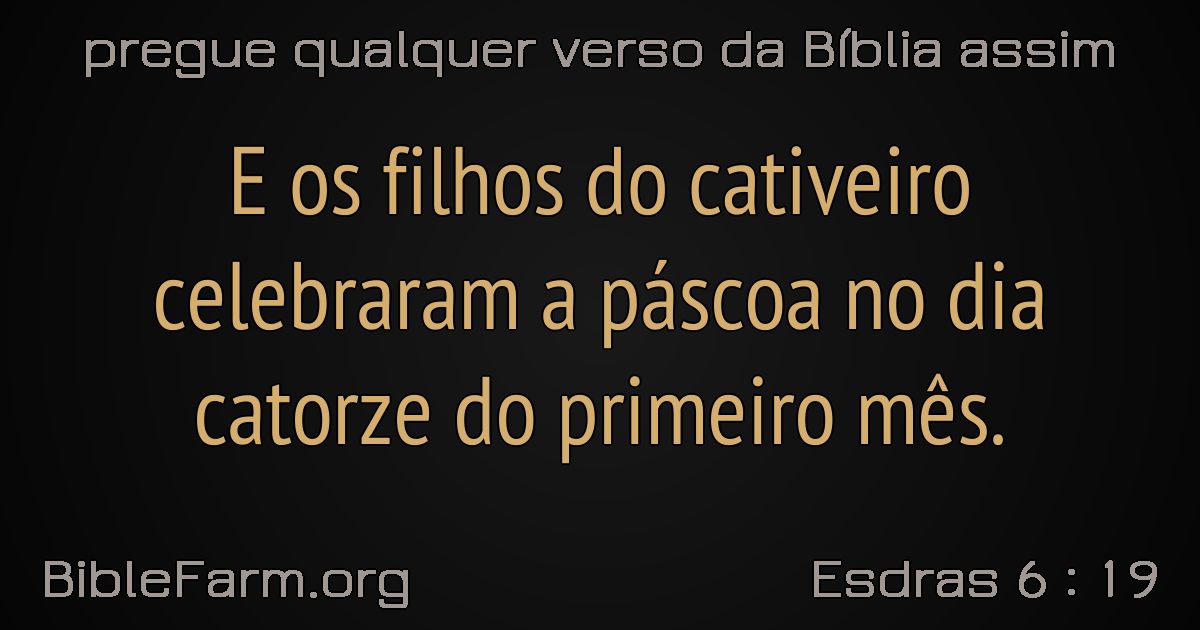 pregue qualquer verso da Bíblia assim
E os filhos do cativeiro
celebraram a páscoa no dia
catorze do primeiro mês.
BibleFarm.org
Esdras 6 : 19